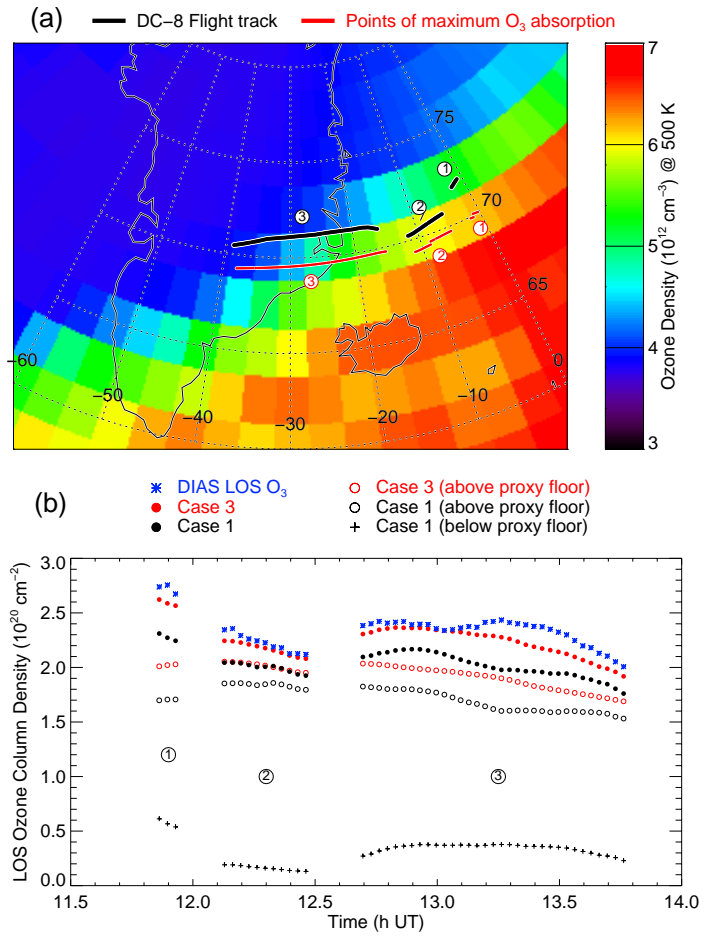 (a)
DC−8 Flight track
Points of maximum O3 absorption
75
70
65
0
−10
−20
−30
−40
−50
−60
1
2
3
1
2
3
7
6
5
4
3
Ozone Density (10^12 cm^−3) @ 500 K
(b)
DIAS LOS O3
Case 3
Case 1
Case 3 (above proxy floor)
Case 1 (above proxy floor)
Case 1 (below proxy floor)
LOS Ozone Column Density (10^20 cm^−2)
3.0
2.5
2.0
1.5
1.0
0.5
0.0
1
2
3
11.5
12.0
12.5
13.0
13.5
14.0
Time (h UT)